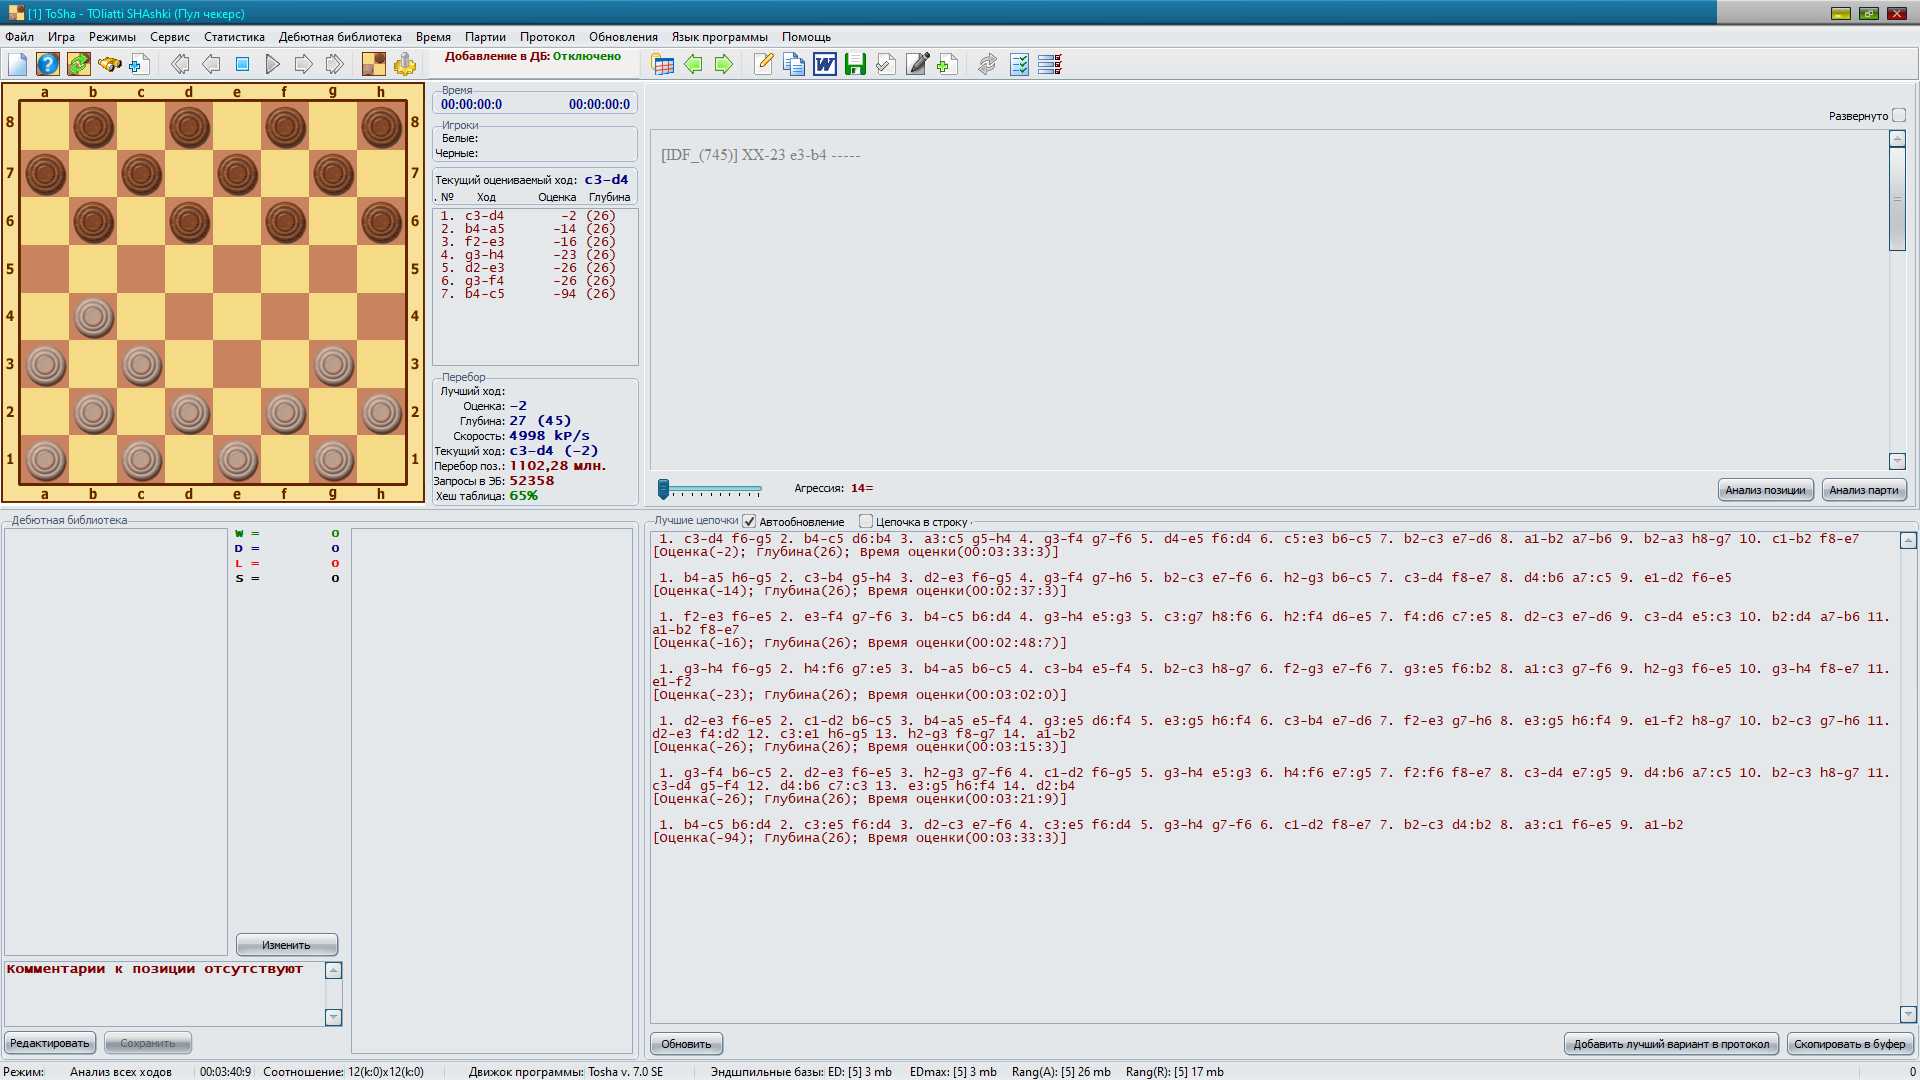 [1] ToSha - TOliatti SHAshki (Пул чекерс)
Файл Игра Режимы Сервис Статистика Дебютная библиотека Время Партии Протокол Обновления Язык программы Помощь
Добавление в ДБ: Отключено
a b c d e f g h
8 8
7 7
6 6
5 5
4 4
3 3
2 2
1 1
a b c d e f g h
Время
00:00:00:0 00:00:00:0
Игроки
Белые:
Черные:
Текущий оцениваемый ход: c3-d4
. № Ход Оценка Глубина
1. c3-d4 -2 (26)
2. b4-a5 -14 (26)
3. f2-e3 -16 (26)
4. g3-h4 -23 (26)
5. d2-e3 -26 (26)
6. g3-f4 -26 (26)
7. b4-c5 -94 (26)
Перебор
Лучший ход:
Оценка: -2
Глубина: 27 (45)
Скорость: 4998 kP/s
Текущий ход: c3-d4 (-2)
Перебор поз.: 1102,28 млн.
Запросы в ЭБ: 52358
Хеш таблица: 65%
Развернуто
[IDF_(745)] XX-23 e3-b4 -----
Агрессия: 14=
Анализ позиции Анализ парти
Дебютная библиотека
W = 0
D = 0
L = 0
S = 0
Изменить
Комментарии к позиции отсутствуют
Редактировать Сохранить
Лучшие цепочки Автообновление Цепочка в строку
1. c3-d4 f6-g5 2. b4-c5 d6:b4 3. a3:c5 g5-h4 4. g3-f4 g7-f6 5. d4-e5 f6:d4 6. c5:e3 b6-c5 7. b2-c3 e7-d6 8. a1-b2 a7-b6 9. b2-a3 h8-g7 10. c1-b2 f8-e7
[Оценка(-2); Глубина(26); Время оценки(00:03:33:3)]
1. b4-a5 h6-g5 2. c3-b4 g5-h4 3. d2-e3 f6-g5 4. g3-f4 g7-h6 5. b2-c3 e7-f6 6. h2-g3 b6-c5 7. c3-d4 f8-e7 8. d4:b6 a7:c5 9. e1-d2 f6-e5
[Оценка(-14); Глубина(26); Время оценки(00:02:37:3)]
1. f2-e3 f6-e5 2. e3-f4 g7-f6 3. b4-c5 b6:d4 4. g3-h4 e5:g3 5. c3:g7 h8:f6 6. h2:f4 d6-e5 7. f4:d6 c7:e5 8. d2-c3 e7-d6 9. c3-d4 e5:c3 10. b2:d4 a7-b6 11.
a1-b2 f8-e7
[Оценка(-16); Глубина(26); Время оценки(00:02:48:7)]
1. g3-h4 f6-g5 2. h4:f6 g7:e5 3. b4-a5 b6-c5 4. c3-b4 e5-f4 5. b2-c3 h8-g7 6. f2-g3 e7-f6 7. g3:e5 f6:b2 8. a1:c3 g7-f6 9. h2-g3 f6-e5 10. g3-h4 f8-e7 11.
e1-f2
[Оценка(-23); Глубина(26); Время оценки(00:03:02:0)]
1. d2-e3 f6-e5 2. c1-d2 b6-c5 3. b4-a5 e5-f4 4. g3:e5 d6:f4 5. e3:g5 h6:f4 6. c3-b4 e7-d6 7. f2-e3 g7-h6 8. e3:g5 h6:f4 9. e1-f2 h8-g7 10. b2-c3 g7-h6 11.
d2-e3 f4:d2 12. c3:e1 h6-g5 13. h2-g3 f8-g7 14. a1-b2
[Оценка(-26); Глубина(26); Время оценки(00:03:15:3)]
1. g3-f4 b6-c5 2. d2-e3 f6-e5 3. h2-g3 g7-f6 4. c1-d2 f6-g5 5. g3-h4 e5:g3 6. h4:f6 e7:g5 7. f2:f6 f8-e7 8. c3-d4 e7:g5 9. d4:b6 a7:c5 10. b2-c3 h8-g7 11.
c3-d4 g5-f4 12. d4:b6 c7:c3 13. e3:g5 h6:f4 14. d2:b4
[Оценка(-26); Глубина(26); Время оценки(00:03:21:9)]
1. b4-c5 b6:d4 2. c3:e5 f6:d4 3. d2-c3 e7-f6 4. c3:e5 f6:d4 5. g3-h4 g7-f6 6. c1-d2 f8-e7 7. b2-c3 d4:b2 8. a3:c1 f6-e5 9. a1-b2
[Оценка(-94); Глубина(26); Время оценки(00:03:33:3)]
Обновить Добавить лучший вариант в протокол Скопировать в буфер
Режим: Анализ всех ходов 00:03:40:9 Соотношение: 12(k:0)x12(k:0) Движок программы: Tosha v. 7.0 SE Эндшпильные базы: ED: [5] 3 mb EDmax: [5] 3 mb Rang(A): [5] 26 mb Rang(R): [5] 17 mb 0